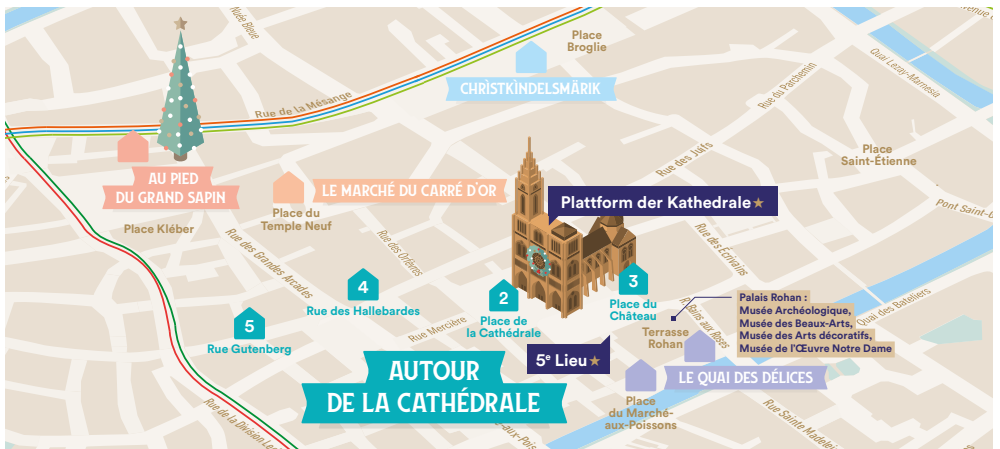 Place
Broglie
Quai Lezay-Marnesia
CHRISTKINDELSMÄRIK
Rue du Parchemin
Rue de la Mésange
Rue des Juifs
Place
Saint-Étienne
AU PIED
DU GRAND SAPIN
LE MARCHÉ DU CARRÉ D'OR
Plattform der Kathedrale
Place du
Temple Neuf
Place Kléber
Rue des Grandes Arcades
Rue des Orfèvres
Rue des Écrivains
4
Rue des Hallebardes
2
Place de
la Cathédrale
3
Place du
Château
5
Rue Gutenberg
Rue Mercière
R. Bains aux Roses
Quai des Bateliers
Palais Rohan :
Musée Archéologique,
Musée des Beaux-Arts,
Musée des Arts décoratifs,
Musée de l'Œuvre Notre Dame
Terrasse
Rohan
5e Lieu
LE QUAI DES DÉLICES
AUTOUR
DE LA CATHÉDRALE
Place
du Marché-
aux-Poissons